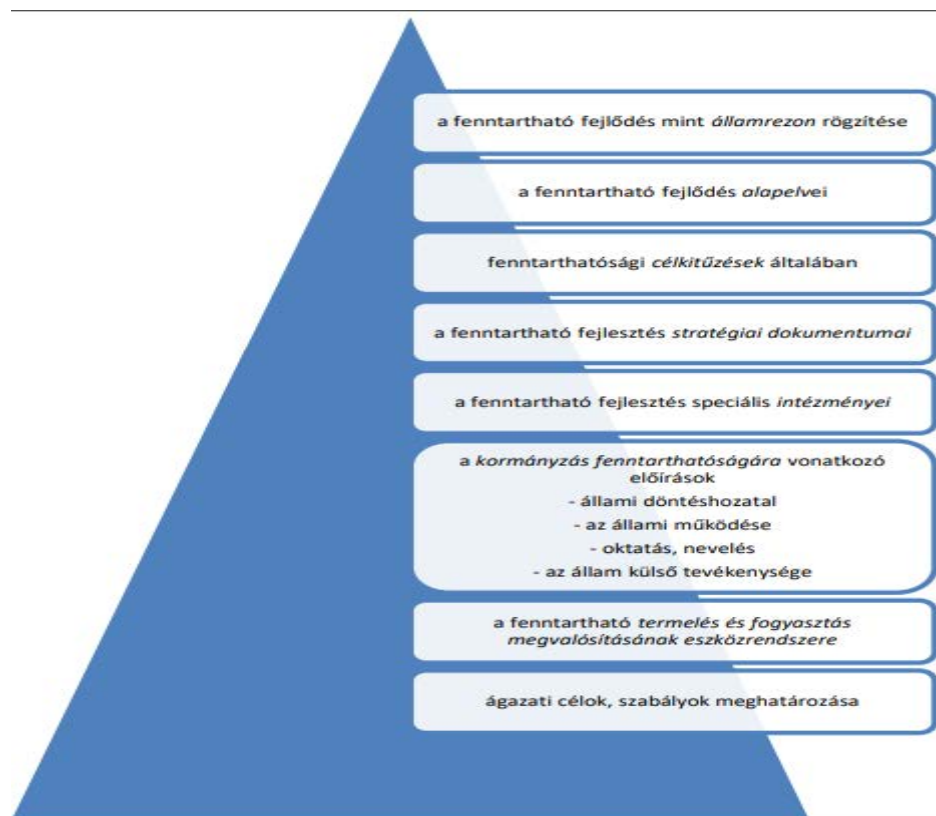 a fenntartható fejlődés mint államrezon rögzítése
a fenntartható fejlődés alapelvei
fenntarthatósági célkitűzések általában
a fenntartható fejlesztés stratégiai dokumentumai
a fenntartható fejlesztés speciális intézményei
a kormányzás fenntarthatóságára vonatkozó
előírások
- állami döntéshozatal
- az állami működése
- oktatás, nevelés
- az állam külső tevékenysége
a fenntartható termelés és fogyasztás
megvalósításának eszközrendszere
ágazati célok, szabályok meghatározása